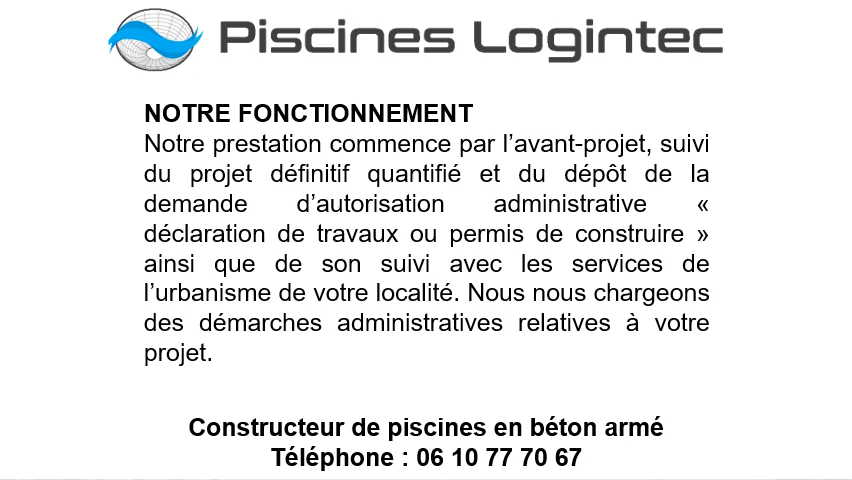 Piscines Logintec
NOTRE FONCTIONNEMENT
Notre prestation commence par l’avant-projet, suivi
du projet définitif quantifié et du dépôt de la
demande d’autorisation administrative «
déclaration de travaux ou permis de construire »
ainsi que de son suivi avec les services de
l’urbanisme de votre localité. Nous nous chargeons
des démarches administratives relatives à votre
projet.
Constructeur de piscines en béton armé
Téléphone : 06 10 77 70 67